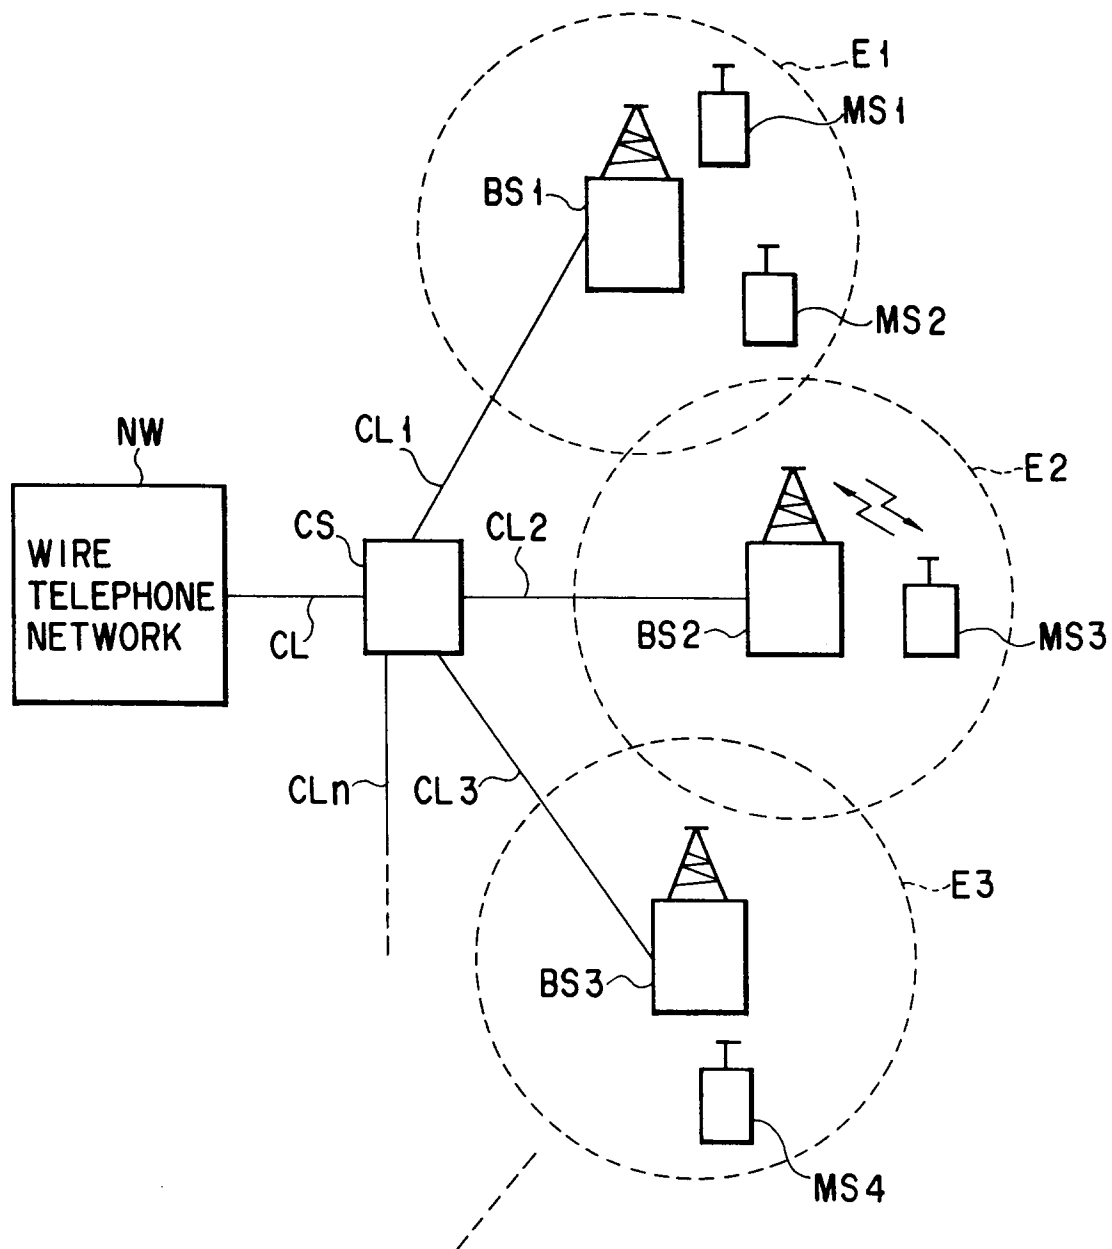 E1
MS1
BS1
MS2
NW
CL1
E2
CS
CL2
WIRE
TELEPHONE
NETWORK
CL
BS2
MS3
CLn
CL3
E3
BS3
MS4